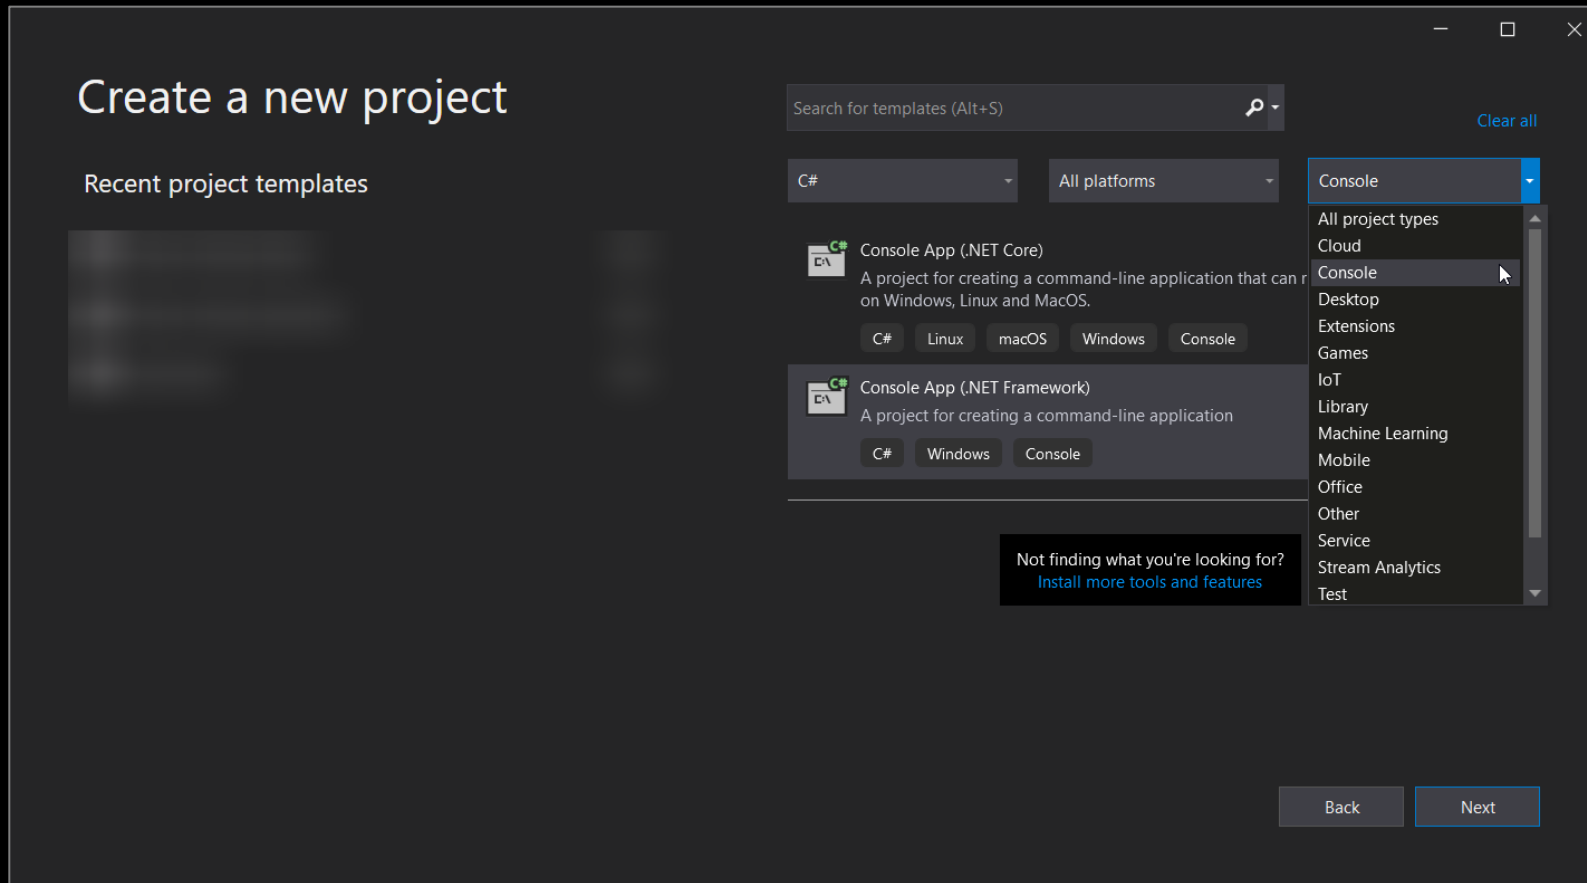 Create a new project
Recent project templates
Search for templates (Alt+S)
Clear all
C#
All platforms
Console
All project types
Cloud
Console
Desktop
Extensions
Games
IoT
Library
Machine Learning
Mobile
Office
Other
Service
Stream Analytics
Test
C#
C:\
Console App (.NET Core)
A project for creating a command-line application that can r
on Windows, Linux and MacOS.
C# Linux macOS Windows Console
C#
C:\
Console App (.NET Framework)
A project for creating a command-line application
C# Windows Console
Not finding what you're looking for?
Install more tools and features
Back
Next